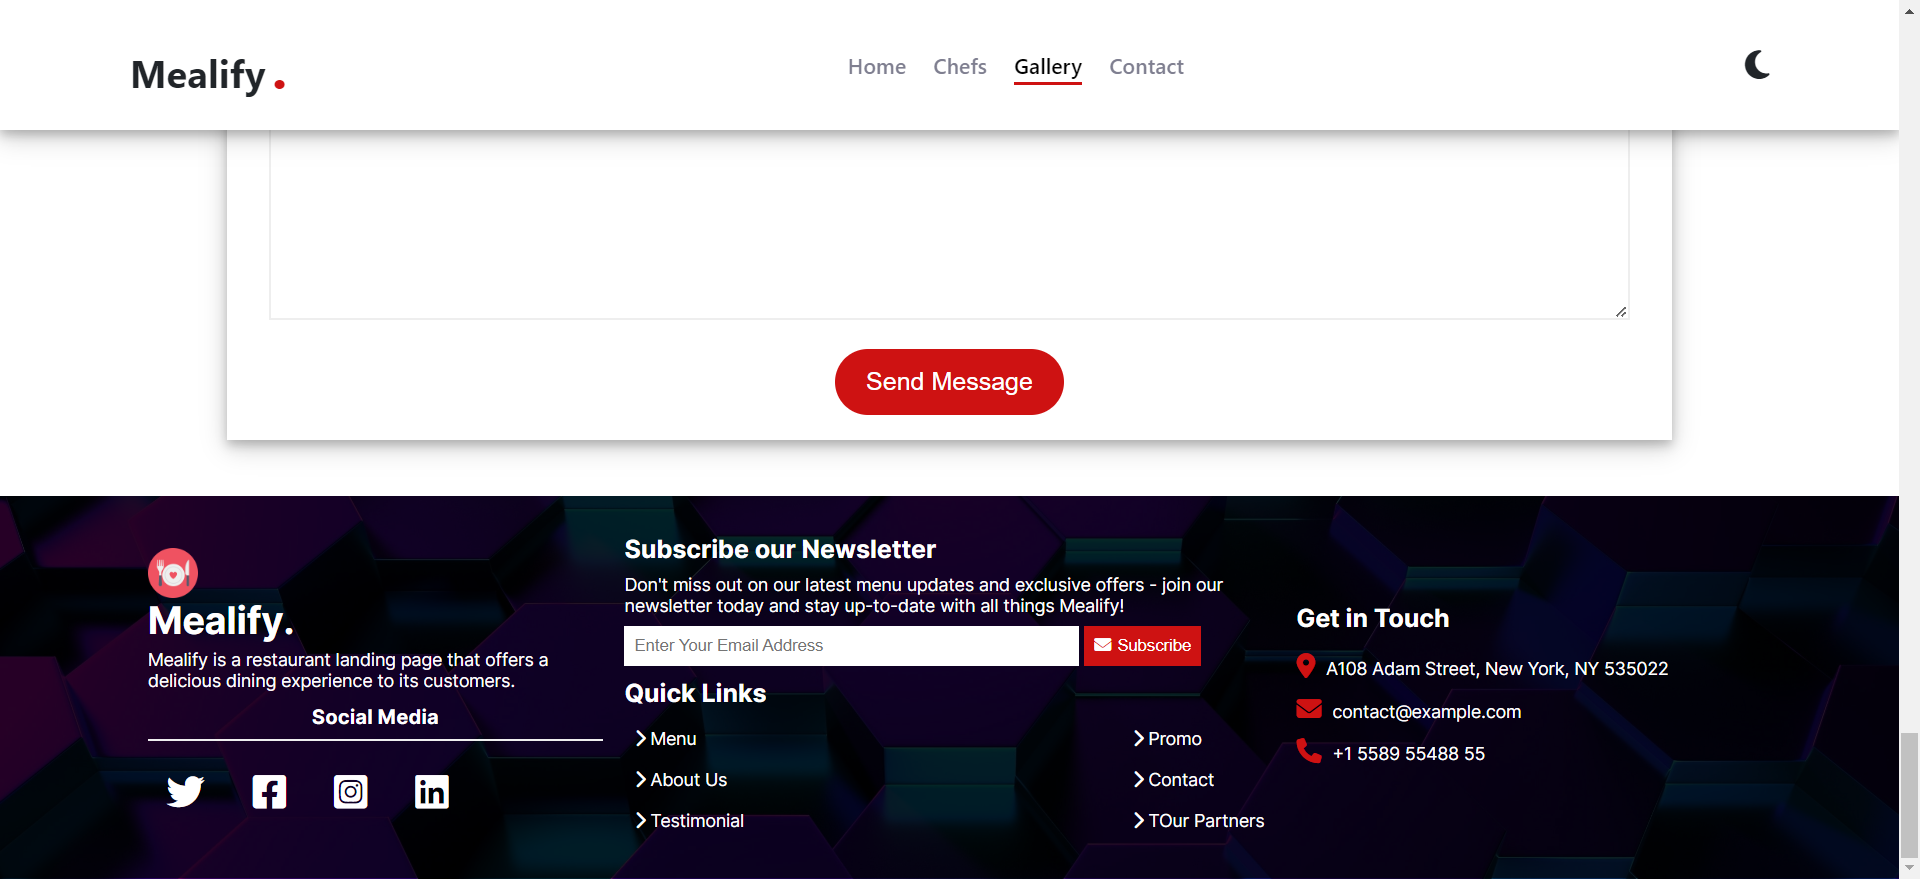 Mealify.
Home
Chefs
Gallery
Contact
Send Message
Mealify.
Mealify is a restaurant landing page that offers a
delicious dining experience to its customers.
Social Media
Subscribe our Newsletter
Don't miss out on our latest menu updates and exclusive offers - join our
newsletter today and stay up-to-date with all things Mealify!
Enter Your Email Address
Subscribe
Quick Links
Menu
About Us
Testimonial
Promo
Contact
TOur Partners
Get in Touch
A108 Adam Street, New York, NY 535022
contact@example.com
+1 5589 55488 55